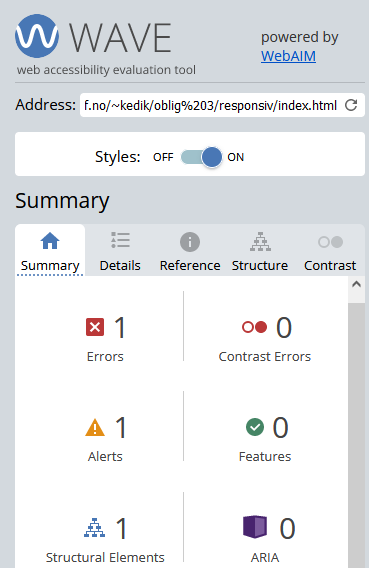 WAVE
web accessibility evaluation tool
powered by
WebAIM
Address: f.no/~kedik/oblig%203/responsiv/index.html
Styles: OFF ON
Summary
Summary Details Reference Structure Contrast
1 0
Errors Contrast Errors
1 0
Alerts Features
1 0
Structural Elements ARIA